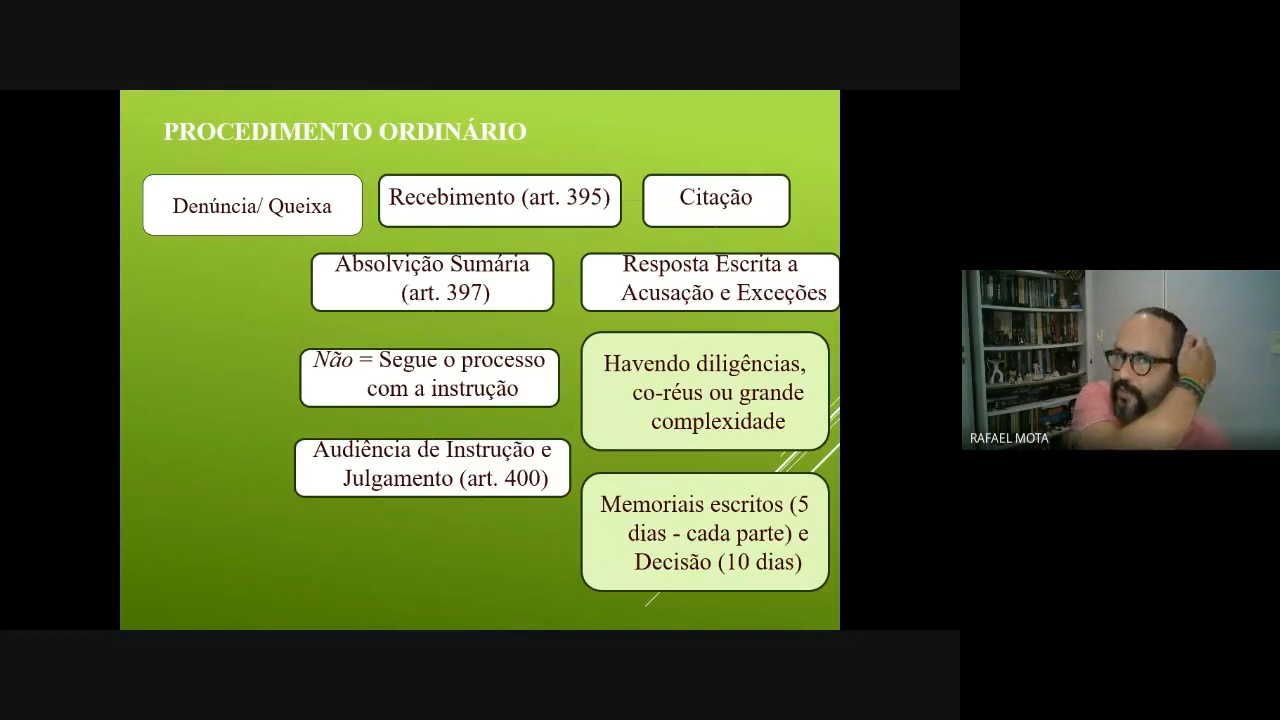 PROCEDIMENTO ORDINÁRIO
Denúncia/ Queixa
Recebimento (art. 395)
Citação
Absolvição Sumária
(art. 397)
Resposta Escrita a
Acusação e Exceções
Não = Segue o processo
com a instrução
Havendo diligências,
co-réus ou grande
complexidade
Audiência de Instrução e
Julgamento (art. 400)
Memoriais escritos (5
dias - cada parte) e
Decisão (10 dias)
RAFAEL MOTA